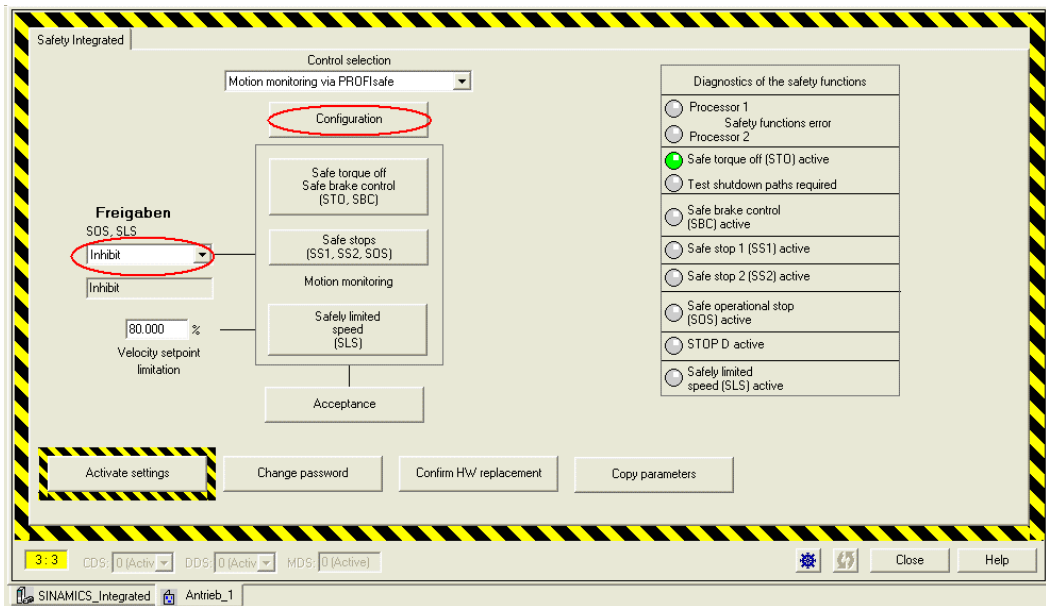 Safety Integrated
Control selection
Motion monitoring via PROFIsafe
Configuration
Safe torque off
Safe brake control
(STO, SBC)
Freigaben
SOS, SLS
Inhibit
Inhibit
Safe stops
(SS1, SS2, SOS)
Motion monitoring
80.000 %
Velocity setpoint
limitation
Safely limited
speed
(SLS)
Acceptance
Diagnostics of the safety functions
Processor 1
Safety functions error
Processor 2
Safe torque off (STO) active
Test shutdown paths required
Safe brake control
(SBC) active
Safe stop 1 (SS1) active
Safe stop 2 (SS2) active
Safe operational stop
(SOS) active
STOP D active
Safely limited
speed (SLS) active
Activate settings
Change password
Confirm HW replacement
Copy parameters
3:3 CDS: 0 (Activ DDS: 0 (Activ MDS: 0 (Active) Close Help
SINAMICS_Integrated Antrieb_1